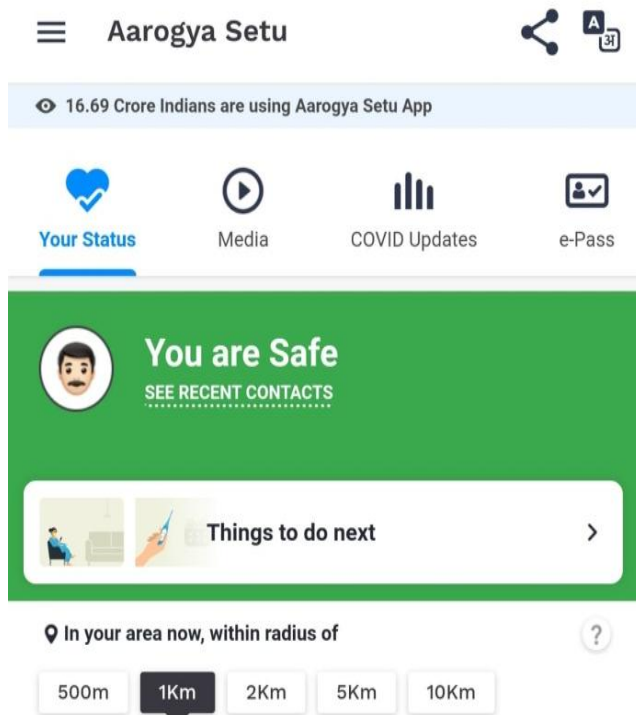 Aarogya Setu
A अ
16.69 Crore Indians are using Aarogya Setu App
Your Status Media COVID Updates e-Pass
You are Safe
SEE RECENT CONTACTS
Things to do next
In your area now, within radius of ?
500m 1Km 2Km 5Km 10Km